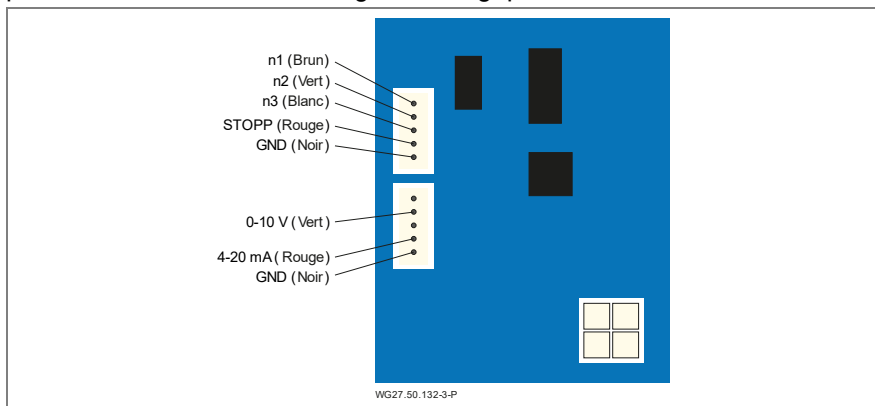 n1 (Brun)
n2 (Vert)
n3 (Blanc)
STOPP (Rouge)
GND (Noir)
0-10 V (Vert)
4-20 mA (Rouge)
GND (Noir)
WG27.50.132-3-P